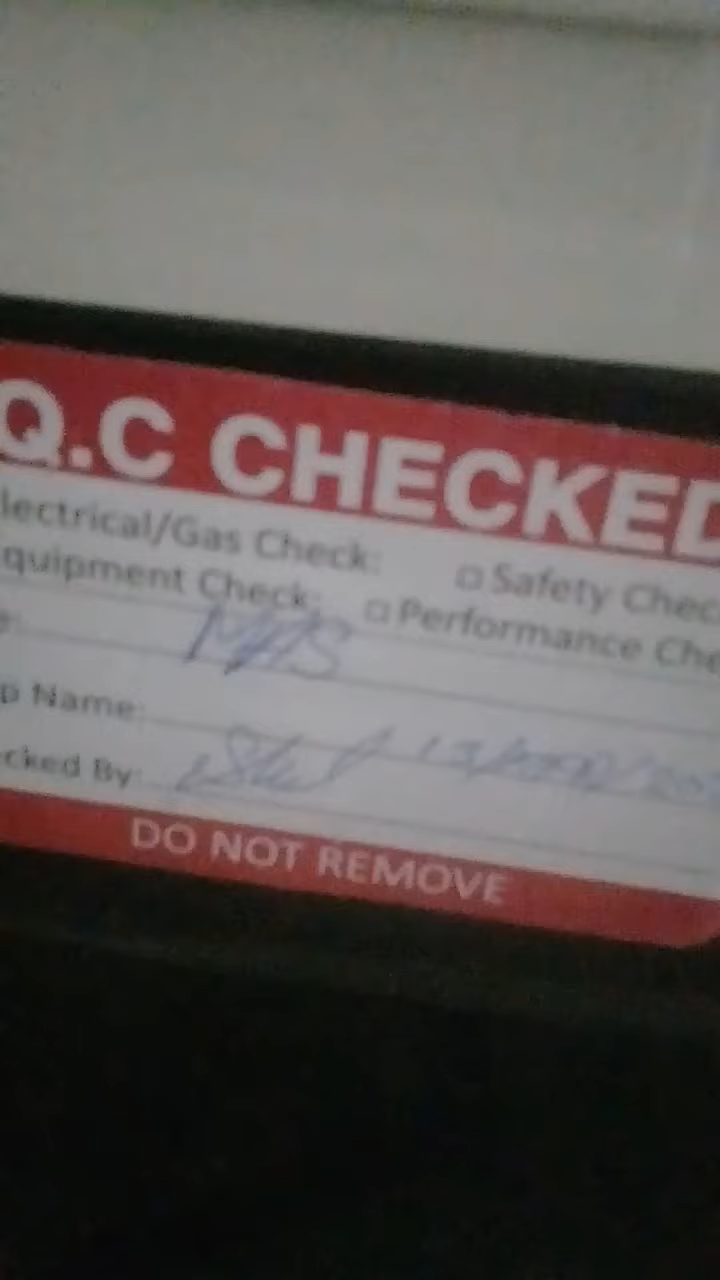 Q.C CHECKED
lectrical/Gas Check: Safety Chec
quipment Check: Performance Che
e:
p Name:
cked By:
DO NOT REMOVE